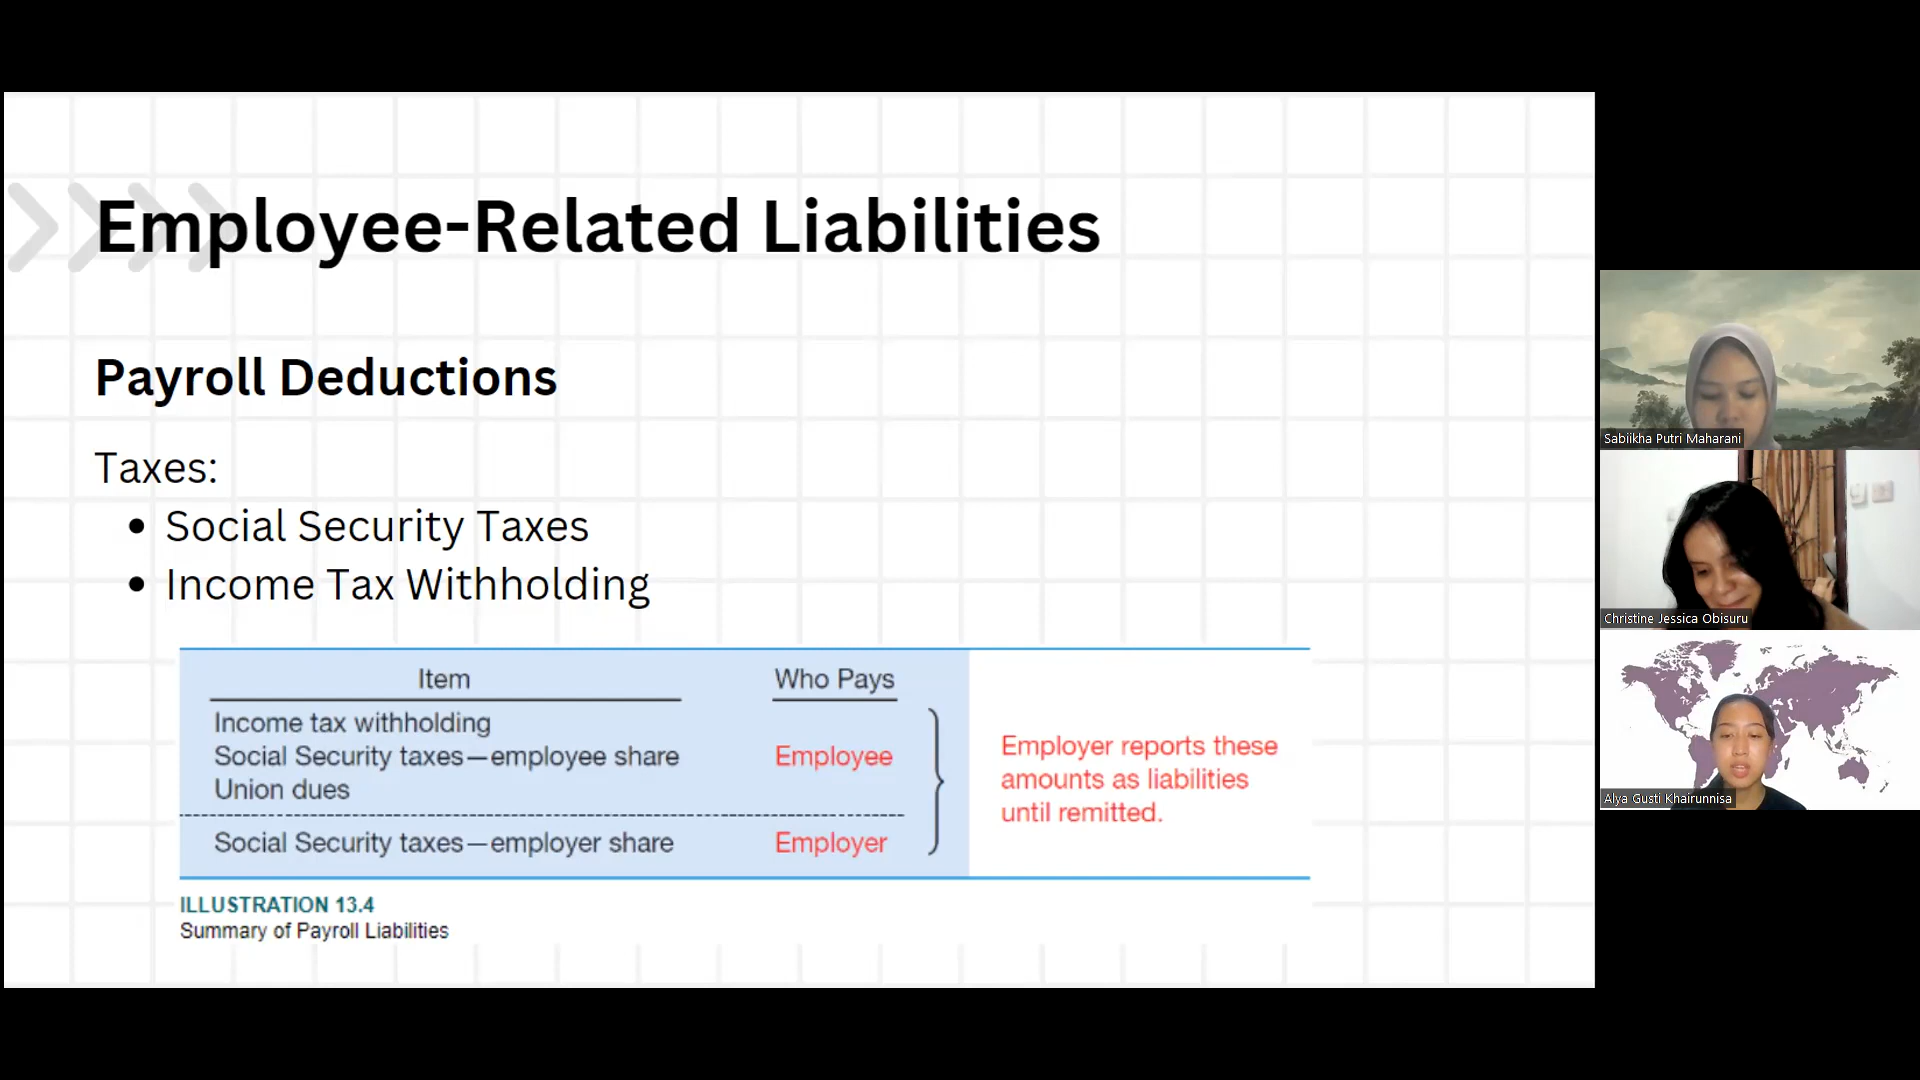 Employee-Related Liabilities
Payroll Deductions
Taxes:
• Social Security Taxes
• Income Tax Withholding
Item Who Pays
Income tax withholding
Social Security taxes—employee share Employee
Union dues
Social Security taxes—employer share Employer
Employer reports these
amounts as liabilities
until remitted.
ILLUSTRATION 13.4
Summary of Payroll Liabilities
Sabiikha Putri Maharani
Christine Jessica Obisuru
Alya Gusti Khairunnisa